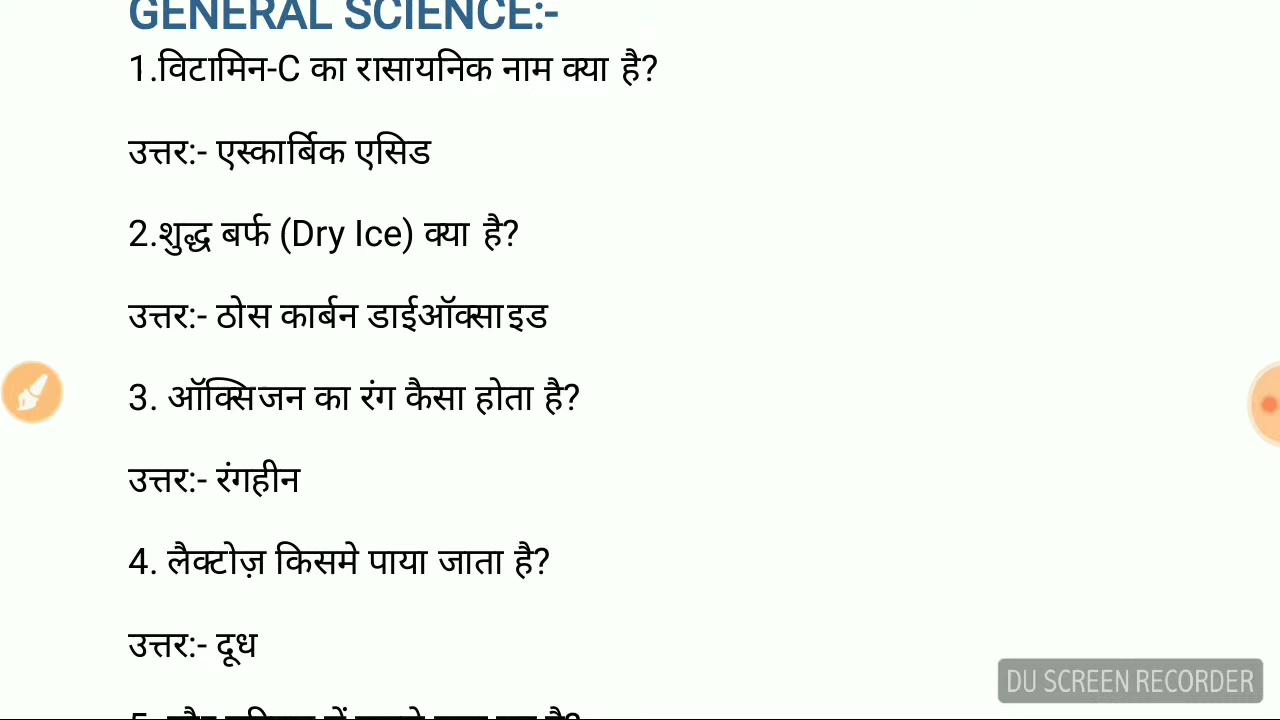 GENERAL SCIENCE:-
1.विटामिन-C का रासायनिक नाम क्या है?
उत्तर:- एस्कार्बिक एसिड
2.शुद्ध बर्फ (Dry Ice) क्या है?
उत्तर:- ठोस कार्बन डाईऑक्साइड
3. ऑक्सिजन का रंग कैसा होता है?
उत्तर:- रंगहीन
4. लैक्टोज़ किसमे पाया जाता है?
उत्तर:- दूध
DU SCREEN RECORDER